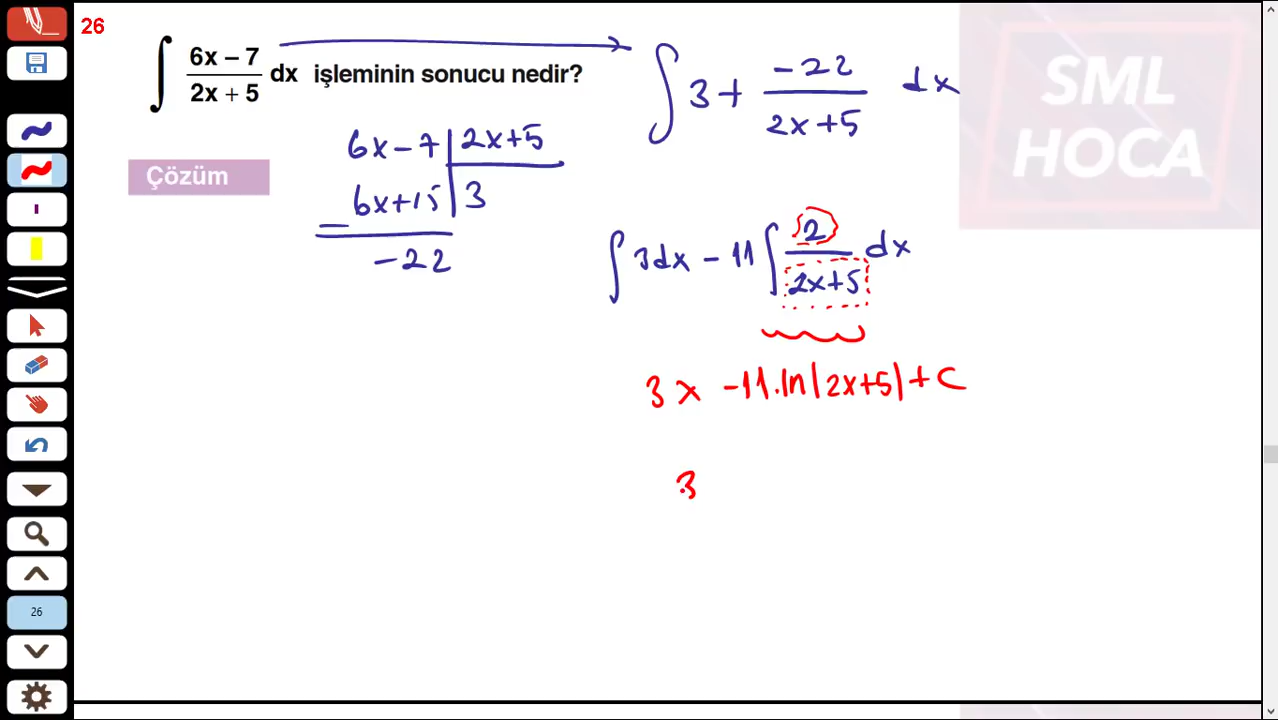 26
∫ 6x – 7 / 2x + 5 dx işleminin sonucu nedir?
∫ 3 + -22 / 2x+5 dx
6x-7 | 2x+5
6x+15 | 3
-22
Çözüm
SML
HOCA
∫ 3dx - 11 ∫ 2 / 2x+5 dx
3x -11.ln|2x+5|+C
3
26